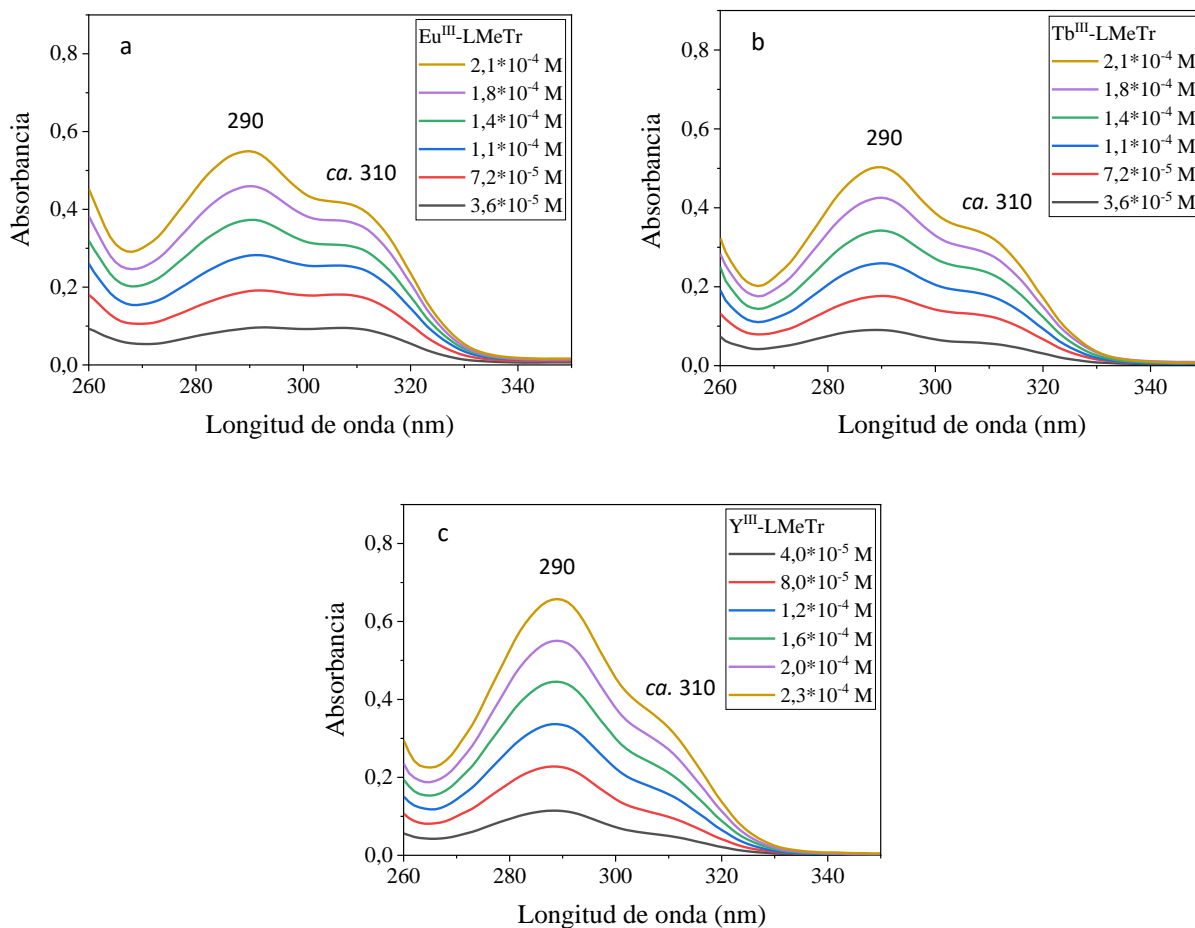 a
Eu^III-LMeTr
2,1*10^-4 M
1,8*10^-4 M
1,4*10^-4 M
1,1*10^-4 M
7,2*10^-5 M
3,6*10^-5 M
290
ca. 310
0,8
0,6
0,4
0,2
0,0
260 280 300 320 340
Absorbancia
Longitud de onda (nm)
b
Tb^III-LMeTr
2,1*10^-4 M
1,8*10^-4 M
1,4*10^-4 M
1,1*10^-4 M
7,2*10^-5 M
3,6*10^-5 M
290
ca. 310
0,8
0,6
0,4
0,2
0,0
260 280 300 320 340
Absorbancia
Longitud de onda (nm)
c
Y^III-LMeTr
4,0*10^-5 M
8,0*10^-5 M
1,2*10^-4 M
1,6*10^-4 M
2,0*10^-4 M
2,3*10^-4 M
290
ca. 310
0,8
0,6
0,4
0,2
0,0
260 280 300 320 340
Absorbancia
Longitud de onda (nm)